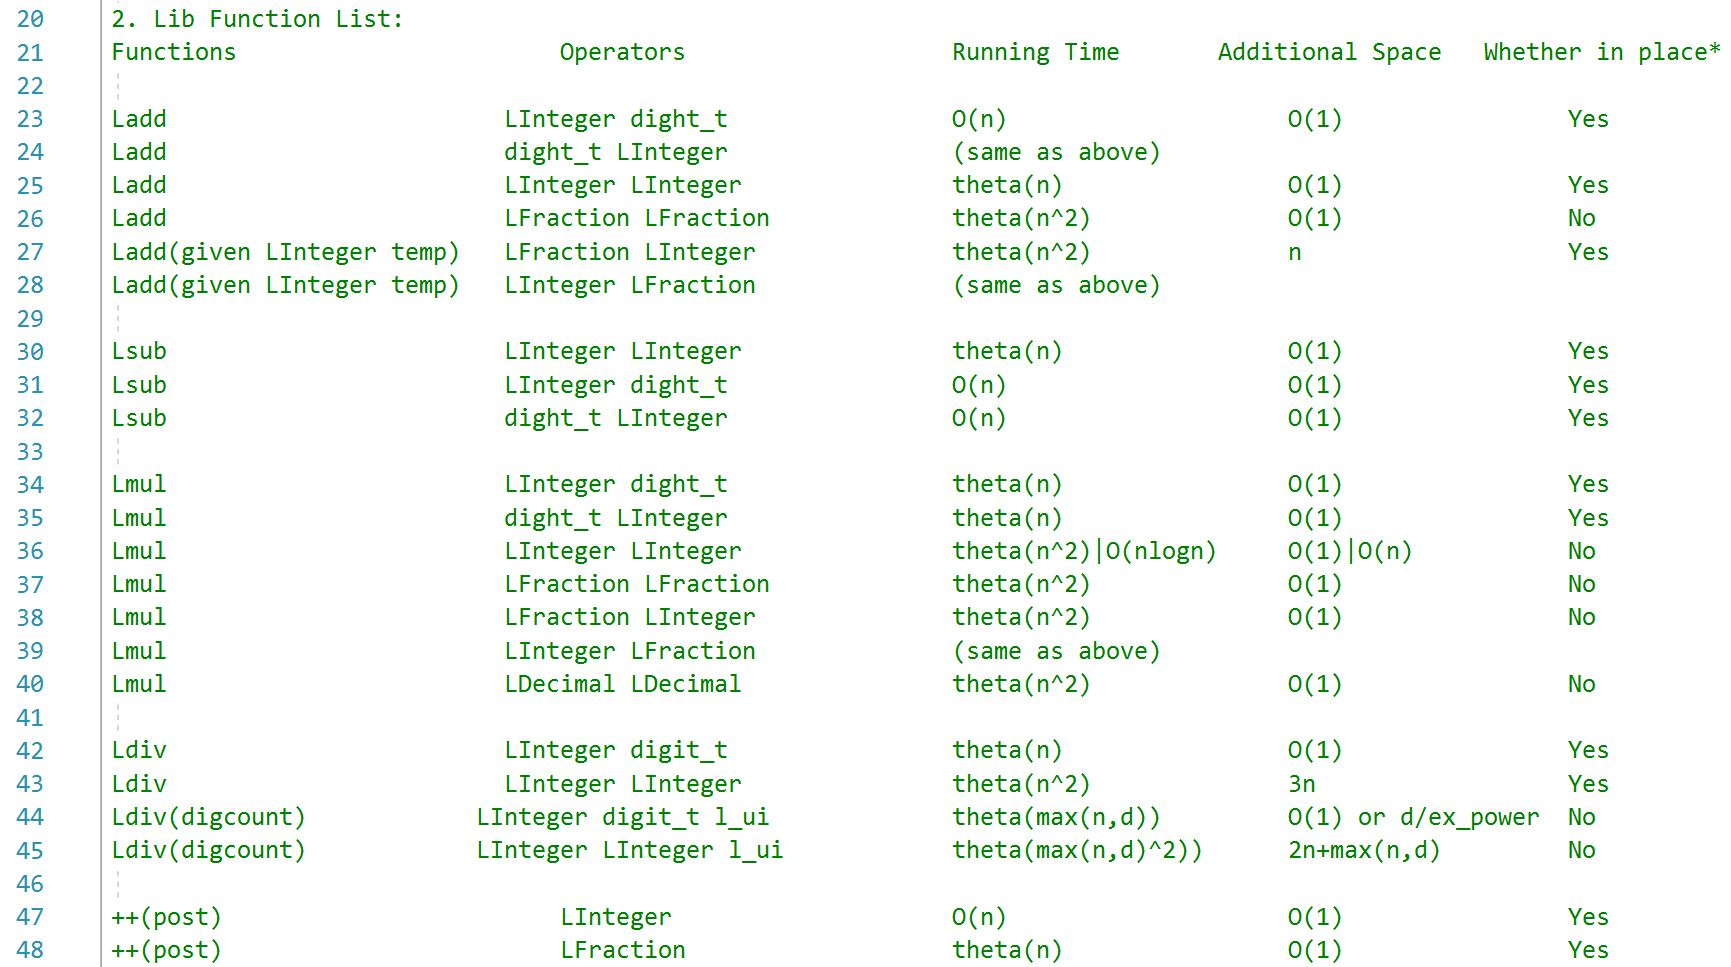 20 2. Lib Function List:
21 Functions Operators Running Time Additional Space Whether in place*
22
23 Ladd LInteger dight_t O(n) O(1) Yes
24 Ladd dight_t LInteger (same as above)
25 Ladd LInteger LInteger theta(n) O(1) Yes
26 Ladd LFraction LFraction theta(n^2) O(1) No
27 Ladd(given LInteger temp) LFraction LInteger theta(n^2) n Yes
28 Ladd(given LInteger temp) LInteger LFraction (same as above)
29
30 Lsub LInteger LInteger theta(n) O(1) Yes
31 Lsub LInteger dight_t O(n) O(1) Yes
32 Lsub dight_t LInteger O(n) O(1) Yes
33
34 Lmul LInteger dight_t theta(n) O(1) Yes
35 Lmul dight_t LInteger theta(n) O(1) Yes
36 Lmul LInteger LInteger theta(n^2)|O(nlogn) O(1)|O(n) No
37 Lmul LFraction LFraction theta(n^2) O(1) No
38 Lmul LFraction LInteger theta(n^2) O(1) No
39 Lmul LInteger LFraction (same as above)
40 Lmul LDecimal LDecimal theta(n^2) O(1) No
41
42 Ldiv LInteger digit_t theta(n) O(1) Yes
43 Ldiv LInteger LInteger theta(n^2) 3n Yes
44 Ldiv(digcount) LInteger digit_t l_ui theta(max(n,d)) O(1) or d/ex_power No
45 Ldiv(digcount) LInteger LInteger l_ui theta(max(n,d)^2)) 2n+max(n,d) No
46
47 ++(post) LInteger O(n) O(1) Yes
48 ++(post) LFraction theta(n) O(1) Yes